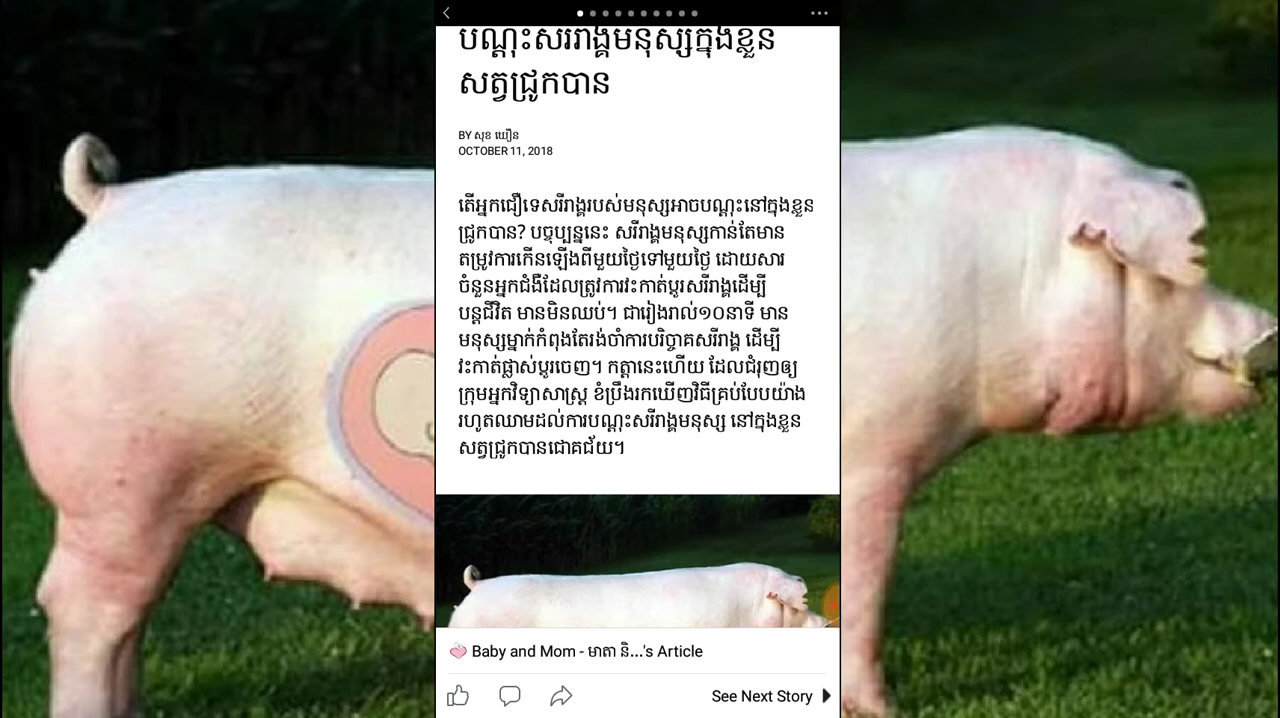 បណ្តុះសរីរាង្គមនុស្សក្នុងខ្លួន
សត្វជ្រូកបាន
BY សុខ ឃឿន
OCTOBER 11, 2018
តើអ្នកជឿទេសរីរាង្គរបស់មនុស្សអាចបណ្តុះនៅក្នុងខ្លួន
ជ្រូកបាន? បច្ចុប្បន្ននេះ សរីរាង្គមនុស្សកាន់តែមាន
តម្រូវការកើនឡើងពីមួយថ្ងៃទៅមួយថ្ងៃ ដោយសារ
ចំនួនអ្នកជំងឺដែលត្រូវការវះកាត់ប្តូរសរីរាង្គដើម្បី
បន្តជីវិត មានមិនឈប់។ ជារៀងរាល់១០នាទី មាន
មនុស្សម្នាក់កំពុងតែរង់ចាំការបរិច្ចាគសរីរាង្គ ដើម្បី
វះកាត់ផ្លាស់ប្តូរចេញ។ កត្តានេះហើយ ដែលជំរុញឲ្យ
ក្រុមអ្នកវិទ្យាសាស្ត្រ ខំប្រឹងរកឃើញវិធីគ្រប់បែបយ៉ាង
រហូតឈាមដល់ការបណ្តុះសរីរាង្គមនុស្ស នៅក្នុងខ្លួន
សត្វជ្រូកបានជោគជ័យ។
Baby and Mom - មាតា និ...'s Article
See Next Story